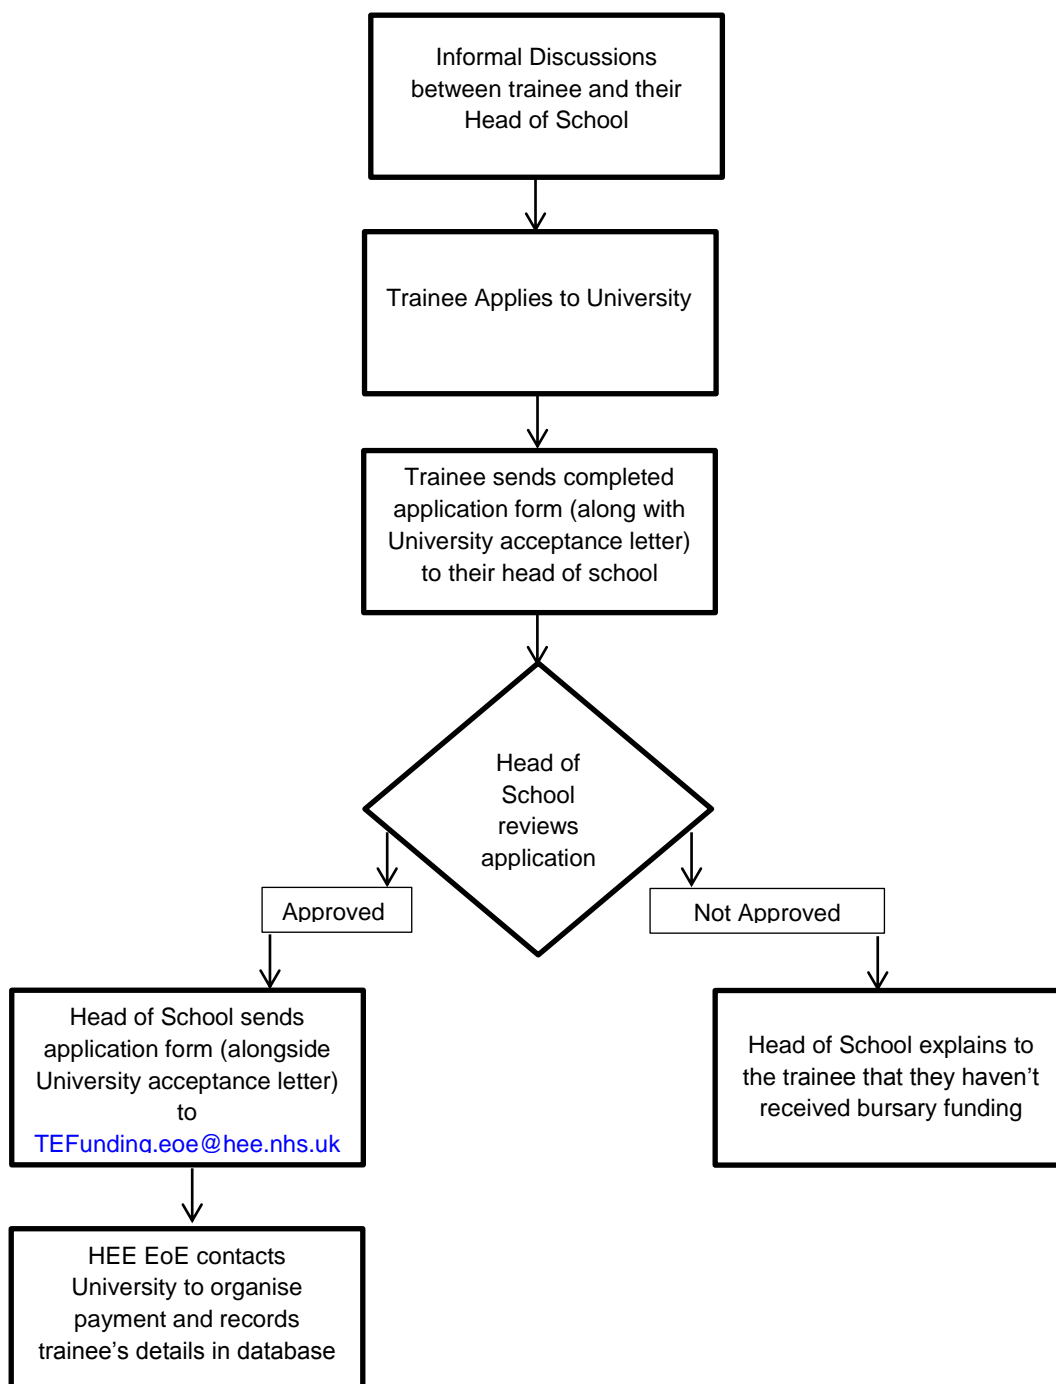 Informal Discussions
between trainee and their
Head of School
Trainee Applies to University
Trainee sends completed
application form (along with
University acceptance letter)
to their head of school
Head of
School
reviews
application
Approved
Not Approved
Head of School sends
application form (alongside
University acceptance letter)
to
TEFunding.eoe@hee.nhs.uk
Head of School explains to
the trainee that they haven’t
received bursary funding
HEE EoE contacts
University to organise
payment and records
trainee’s details in database